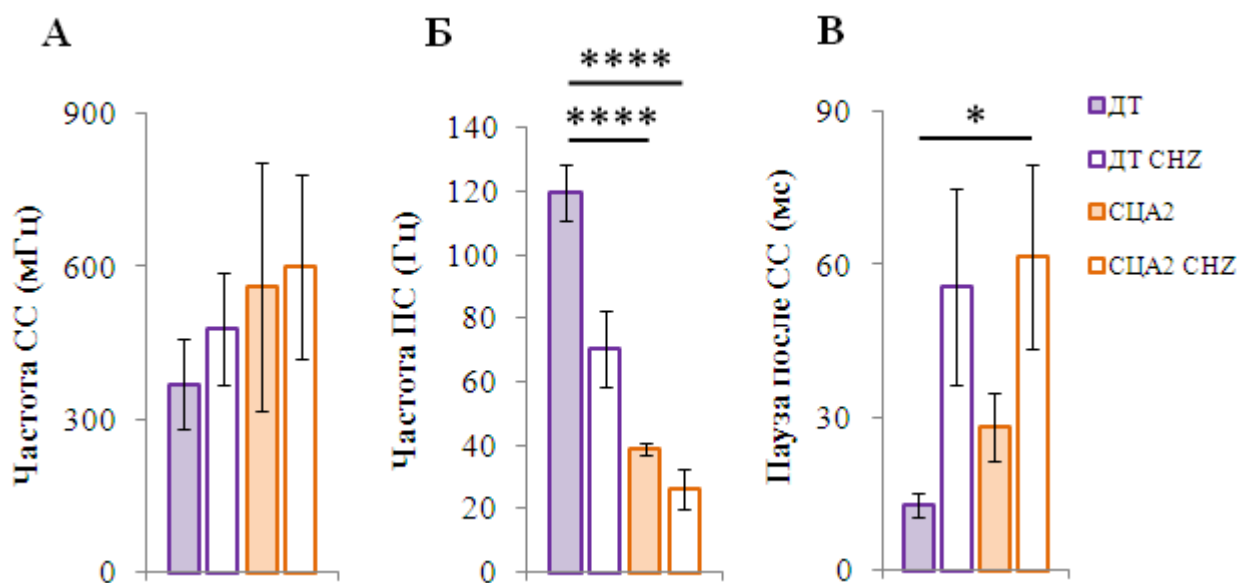 А
Частота СС (мГц)
900
600
300
0
Б
Частота ПС (Гц)
****
****
140
120
100
80
60
40
20
0
В
Пауза после СС (мс)
*
90
60
30
0
ДТ
ДТ CHZ
СЦА2
СЦА2 CHZ